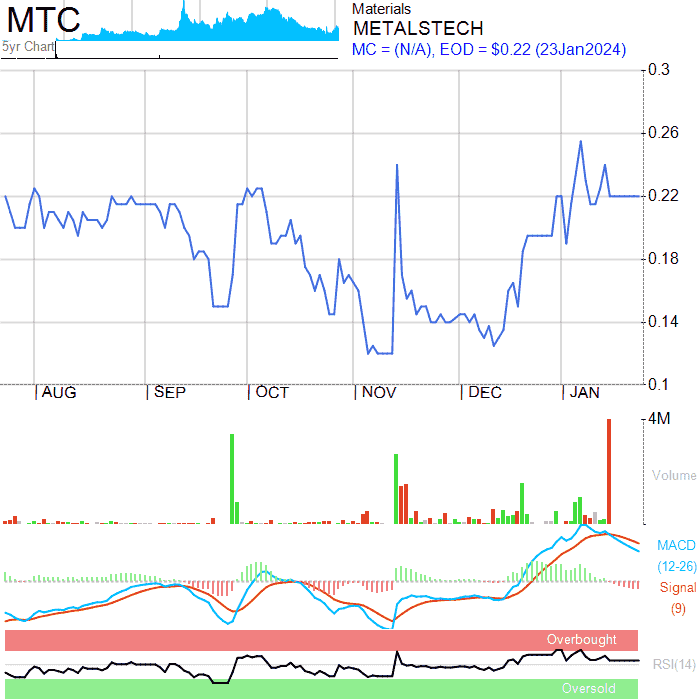 MTC
5yr Chart
Materials
METALSTECH
MC = (N/A), EOD = $0.22 (23Jan2024)
0.3
0.26
0.22
0.18
0.14
0.1
AUG
SEP
OCT
NOV
DEC
JAN
4M
Volume
MACD
(12-26)
Signal
(9)
Overbought
RSI(14)
Oversold